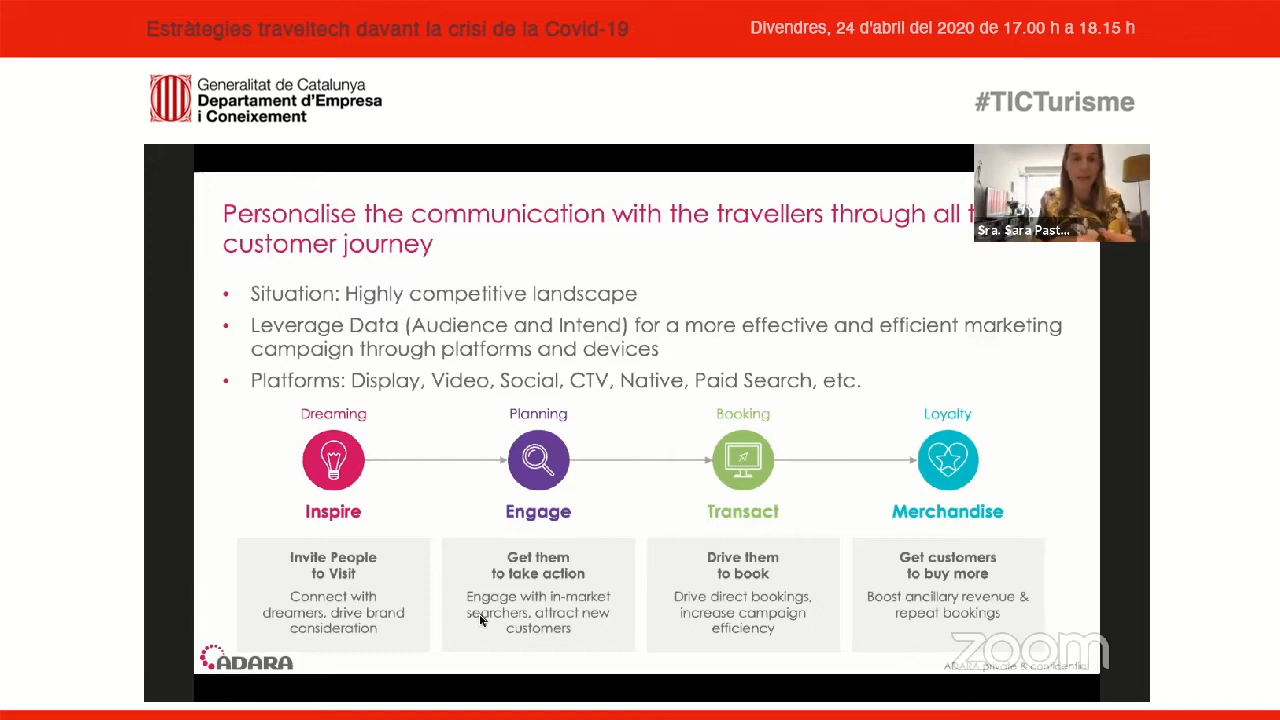 Estràtegies traveltech davant la crisi de la Covid-19
Divendres, 24 d'abril del 2020 de 17.00 h a 18.15 h
Generalitat de Catalunya
Departament d'Empresa
i Coneixement
#TICTurisme
Sra. Sara Past...
Personalise the communication with the travellers through all
customer journey
• Situation: Highly competitive landscape
• Leverage Data (Audience and Intend) for a more effective and efficient marketing
campaign through platforms and devices
• Platforms: Display, Video, Social, CTV, Native, Paid Search, etc.
Dreaming
Planning
Booking
Loyalty
Inspire
Engage
Transact
Merchandise
Invite People
to Visit
Connect with
dreamers, drive brand
consideration
Get them
to take action
Engage with in-market
searchers, attract new
customers
Drive them
to book
Drive direct bookings,
increase campaign
efficiency
Get customers
to buy more
Boost ancillary revenue &
repeat bookings
ADARA
zoom
ADARA private & confidential